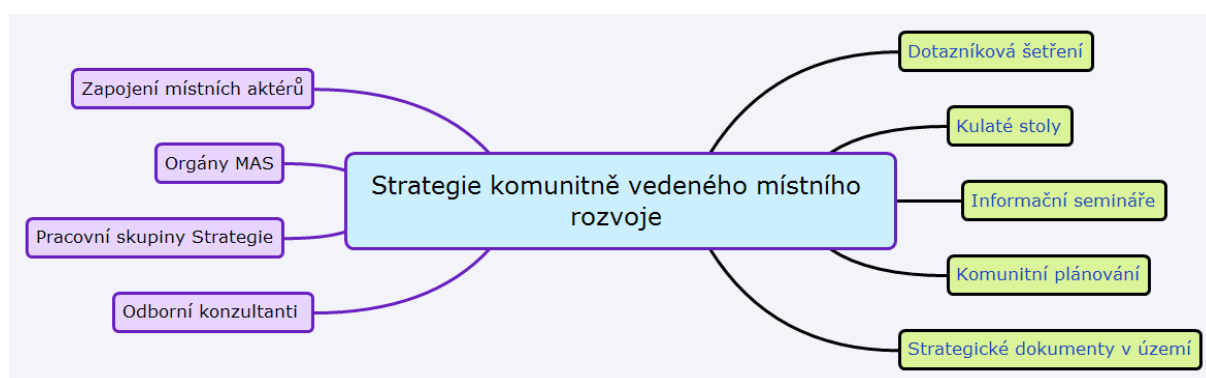 Zapojení místních aktérů
Orgány MAS
Pracovní skupiny Strategie
Odborní konzultanti
Strategie komunitně vedeného místního
rozvoje
Dotazníková šetření
Kulaté stoly
Informační semináře
Komunitní plánování
Strategické dokumenty v území